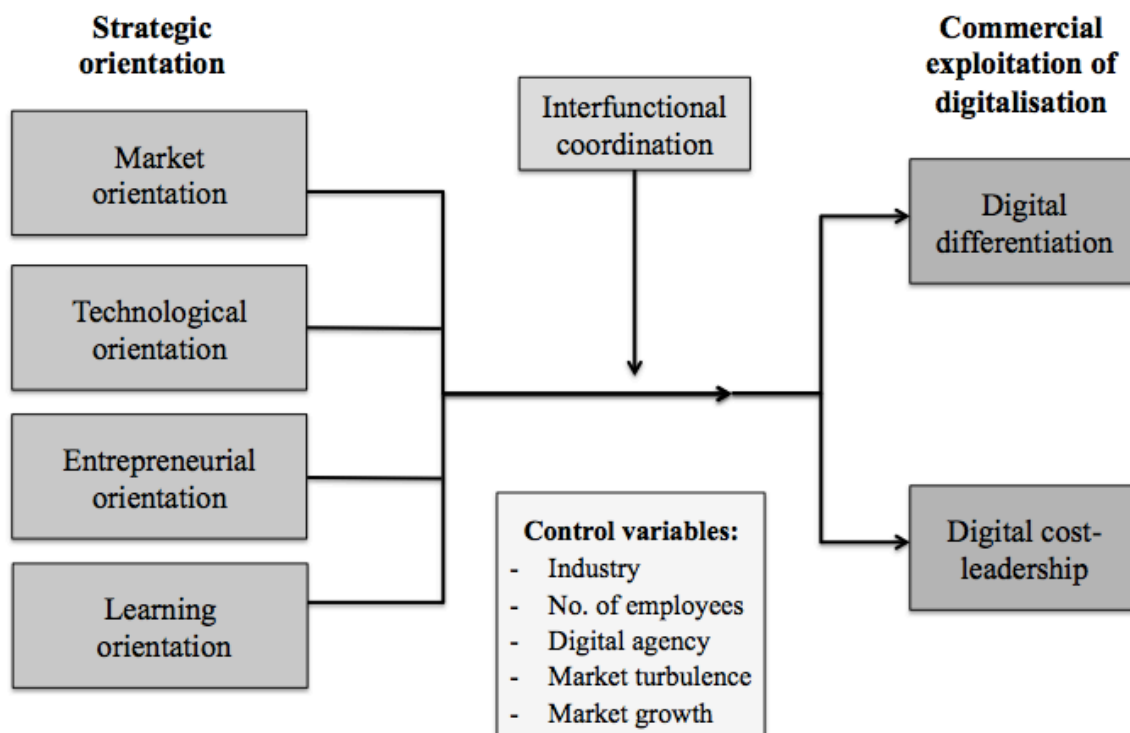 Strategic
orientation
Market
orientation
Technological
orientation
Entrepreneurial
orientation
Learning
orientation
Interfunctional
coordination
Control variables:
- Industry
- No. of employees
- Digital agency
- Market turbulence
- Market growth
Commercial
exploitation of
digitalisation
Digital
differentiation
Digital cost-
leadership